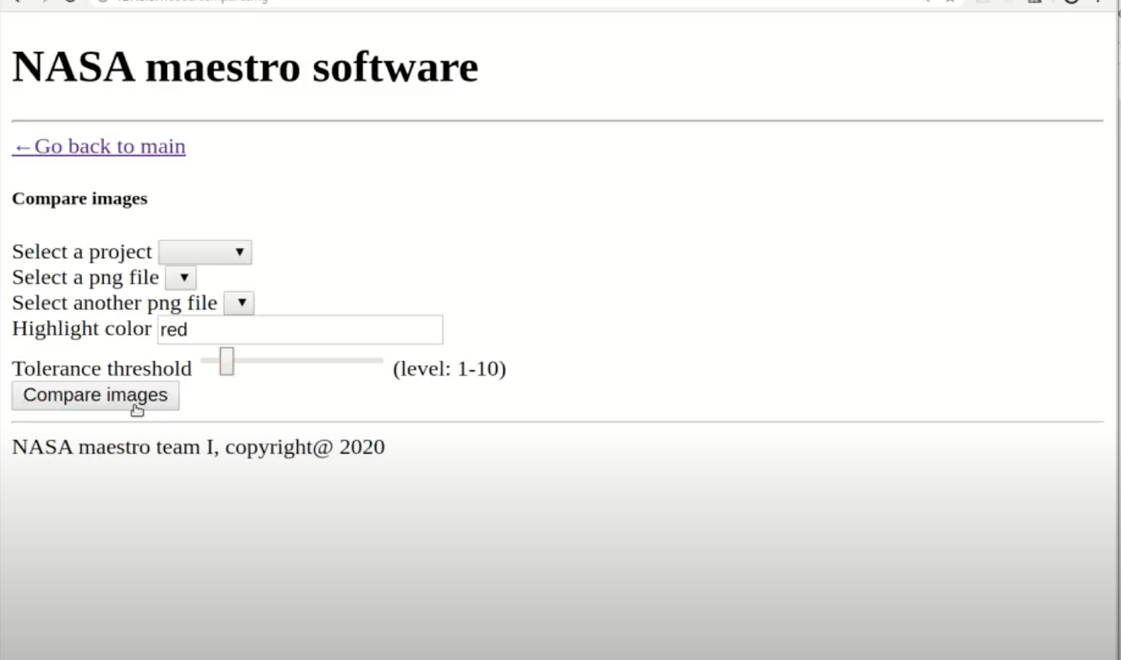 NASA maestro software
←Go back to main
Compare images
Select a project
Select a png file
Select another png file
Highlight color red
Tolerance threshold (level: 1-10)
Compare images
NASA maestro team I, copyright@ 2020